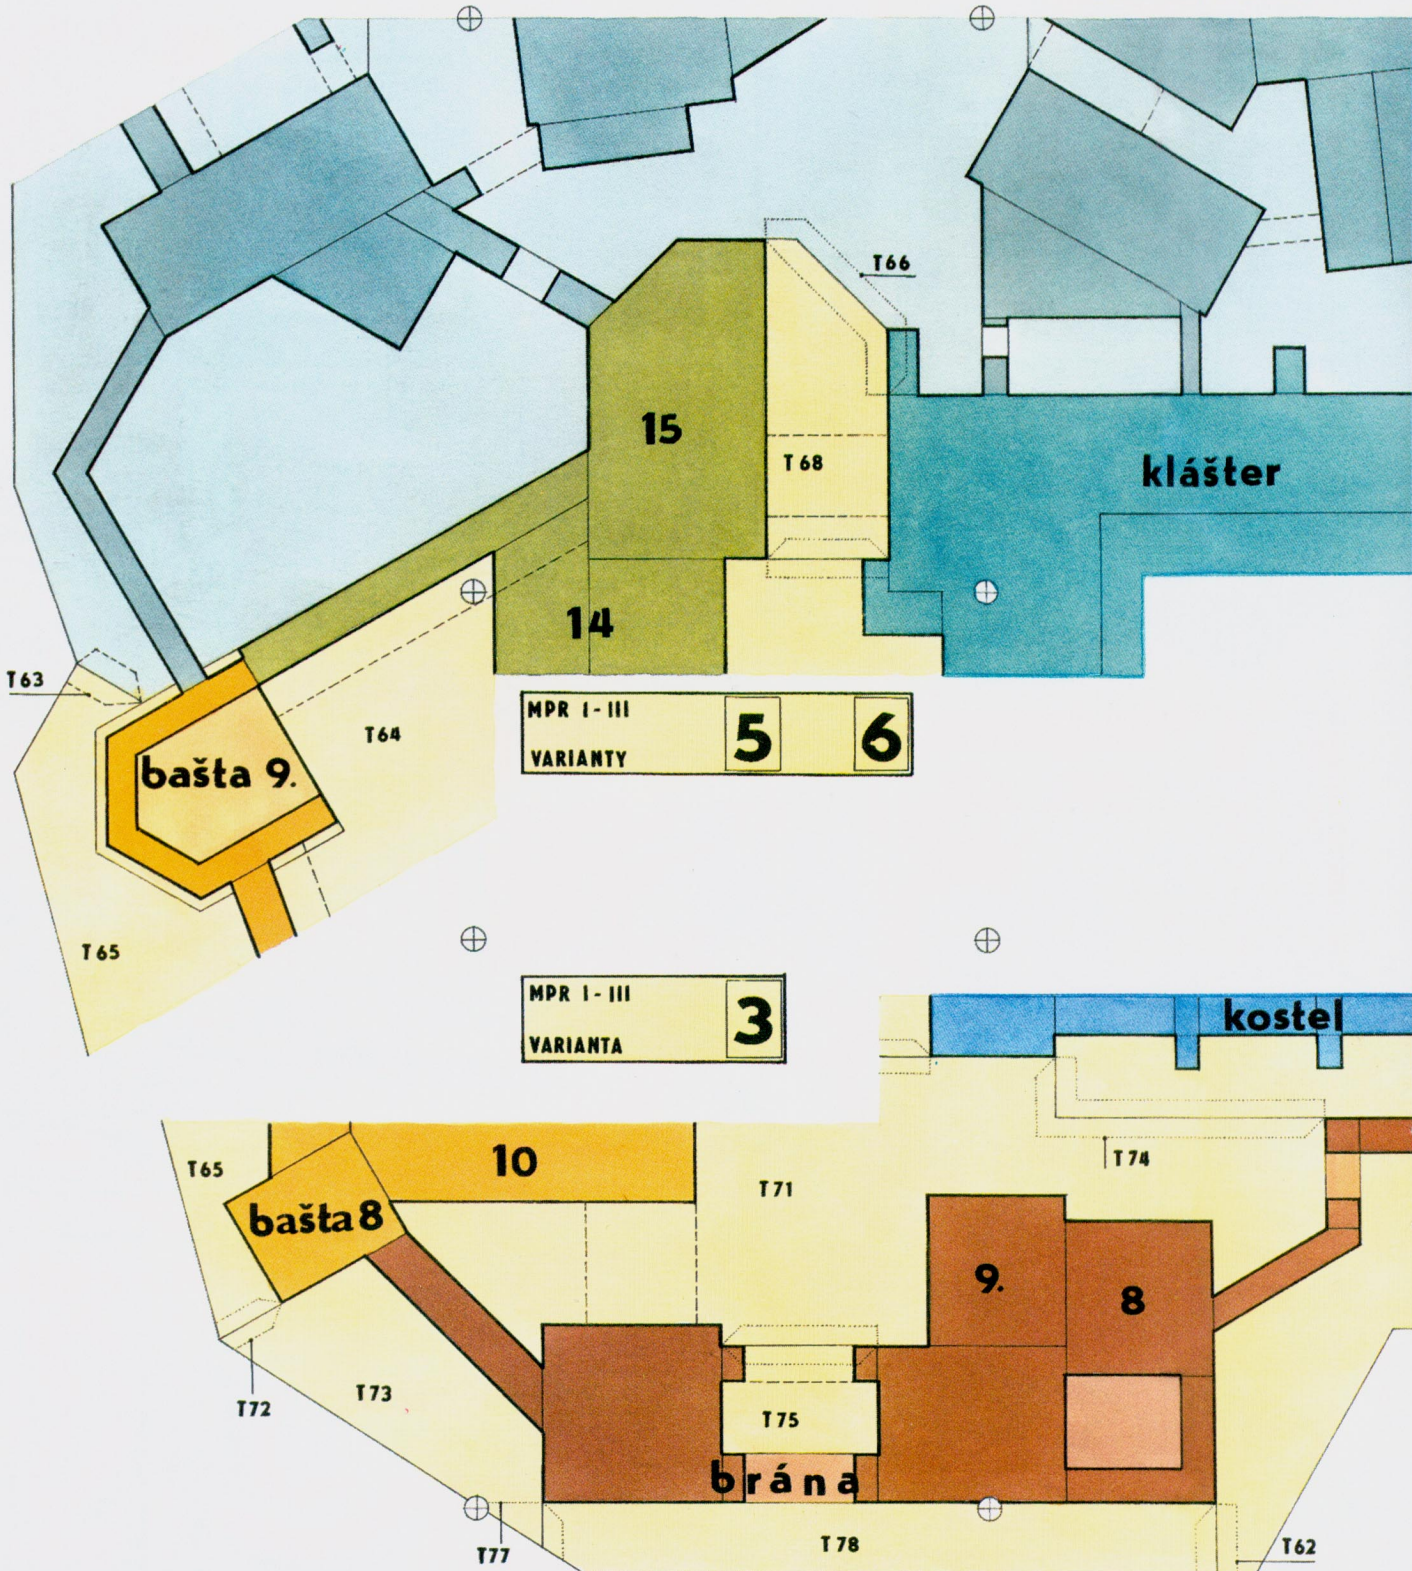 T66
15
T68
klášter
14
T63
MPR I-III
5
6
VARIANTY
T64
bašta 9.
T65
MPR I-III
3
VARIANTA
kostel
T65
10
T74
T71
bašta 8
9.
8
T72
T73
T75
brána
T77
T78
T62